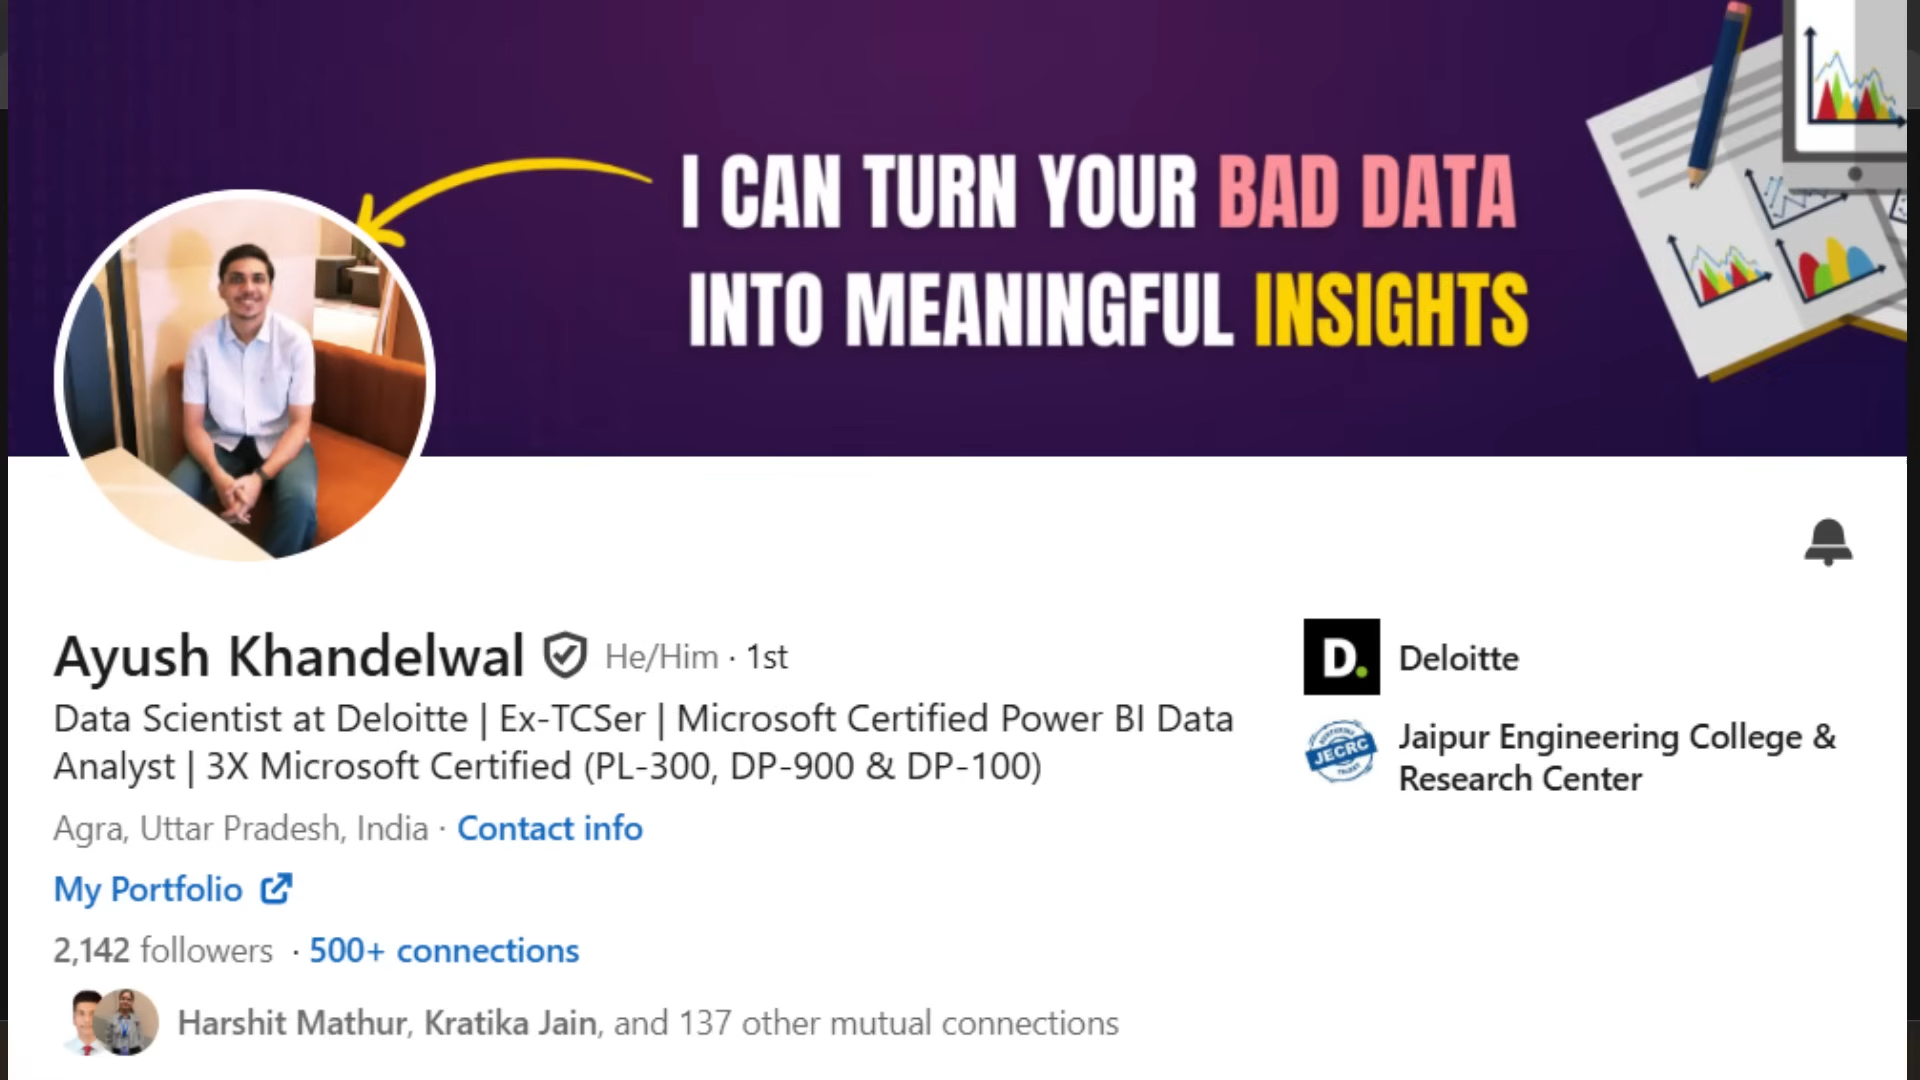 I CAN TURN YOUR BAD DATA
INTO MEANINGFUL INSIGHTS
Ayush Khandelwal He/Him · 1st
Data Scientist at Deloitte | Ex-TCSer | Microsoft Certified Power BI Data
Analyst | 3X Microsoft Certified (PL-300, DP-900 & DP-100)
Agra, Uttar Pradesh, India · Contact info
My Portfolio
2,142 followers · 500+ connections
Harshit Mathur, Kratika Jain, and 137 other mutual connections
D.
Deloitte
JECRC
Jaipur Engineering College &
Research Center